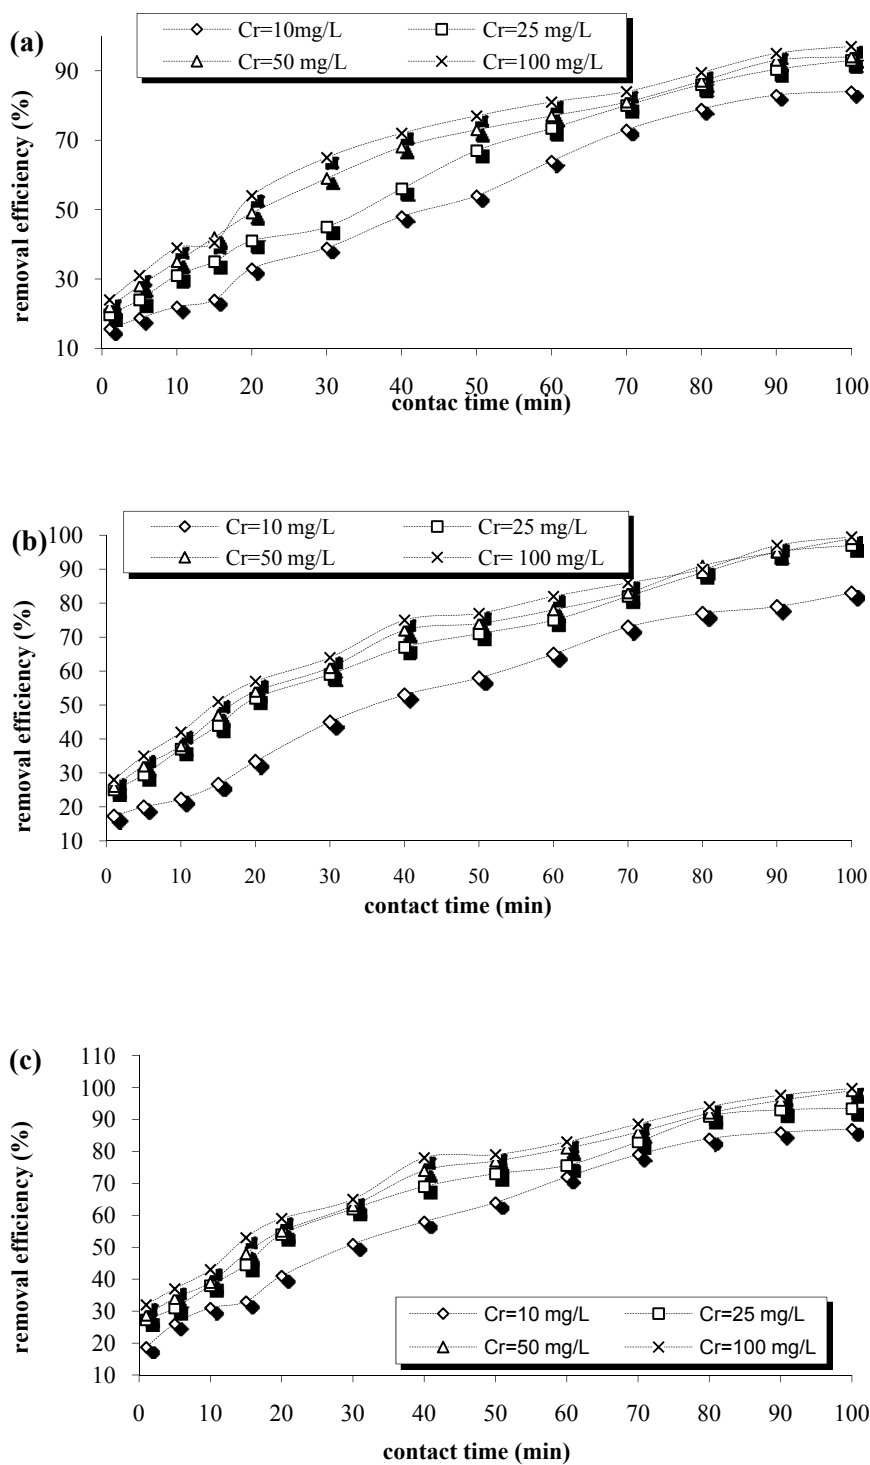 (a)
Cr=10mg/L Cr=25 mg/L
Cr=50 mg/L Cr=100 mg/L
removal efficiency (%)
90
70
50
30
10
0 10 20 30 40 50 60 70 80 90 100
contac time (min)
(b)
Cr=10 mg/L Cr=25 mg/L
Cr=50 mg/L Cr= 100 mg/L
removal efficiency (%)
100
90
80
70
60
50
40
30
20
10
0 10 20 30 40 50 60 70 80 90 100
contact time (min)
(c)
removal efficiency (%)
110
100
90
80
70
60
50
40
30
20
10
Cr=10 mg/L Cr=25 mg/L
Cr=50 mg/L Cr=100 mg/L
0 10 20 30 40 50 60 70 80 90 100
contact time (min)